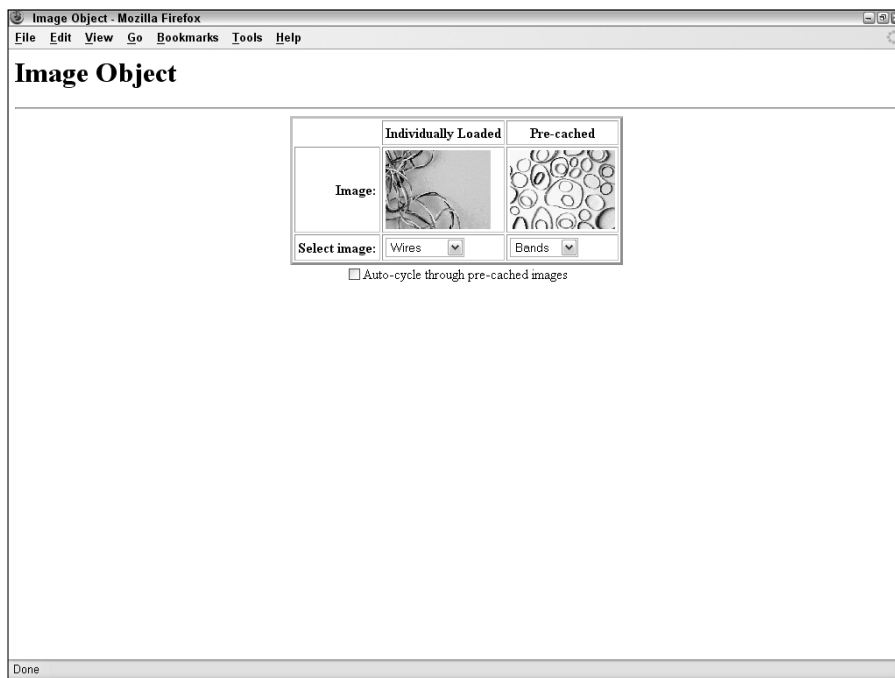 Image Object - Mozilla Firefox
File Edit View Go Bookmarks Tools Help
Image Object
Individually Loaded Pre-cached
Image:
Select image: Wires Bands
Auto-cycle through pre-cached images
Done